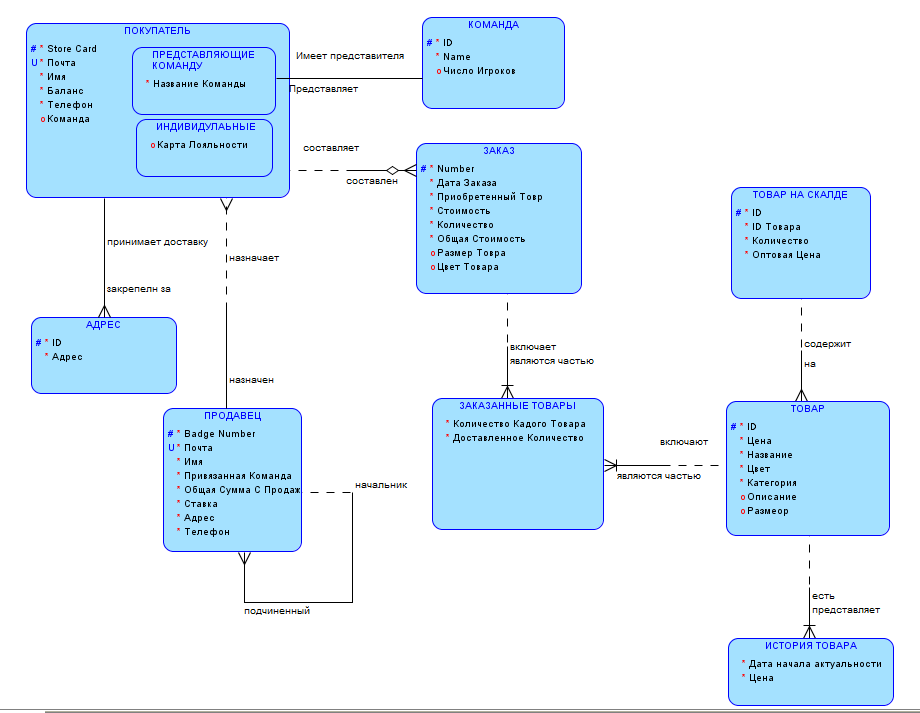 ПОКУПАТЕЛЬ
# * Store Card
U * Почта
* Имя
* Баланс
* Телефон
o Команда
ПРЕДСТАВЛЯЮЩИЕ
КОМАНДУ
* Название Команды
ИНДИВИДУЛАЬНЫЕ
o Карта Лояльности
Имеет представителя
Представляет
КОМАНДА
# * ID
* Name
o Число Игроков
составляет
составлен
ЗАКАЗ
# * Number
* Дата Заказа
* Приобретенный Товр
* Стоимость
* Количество
* Общая Стоимость
o Размер Товра
o Цвет Товара
ТОВАР НА СКАЛДЕ
# * ID
* ID Товара
* Количество
* Оптовая Цена
принимает доставку
закрепелн за
назначает
назначен
АДРЕС
# * ID
* Адрес
включает
являются частью
содержит
на
ПРОДАВЕЦ
# * Badge Number
U * Почта
* Имя
* Привязанная Команда
* Общая Сумма С Продаж
* Ставка
* Адрес
* Телефон
начальник
подчиненный
ЗАКАЗАННЫЕ ТОВАРЫ
* Количество Кадого Товара
* Доставленное Количество
включают
являются частью
ТОВАР
# * ID
* Цена
* Название
* Цвет
* Категория
o Описание
o Размеор
есть
представляет
ИСТОРИЯ ТОВАРА
* Дата начала актуальности
* Цена